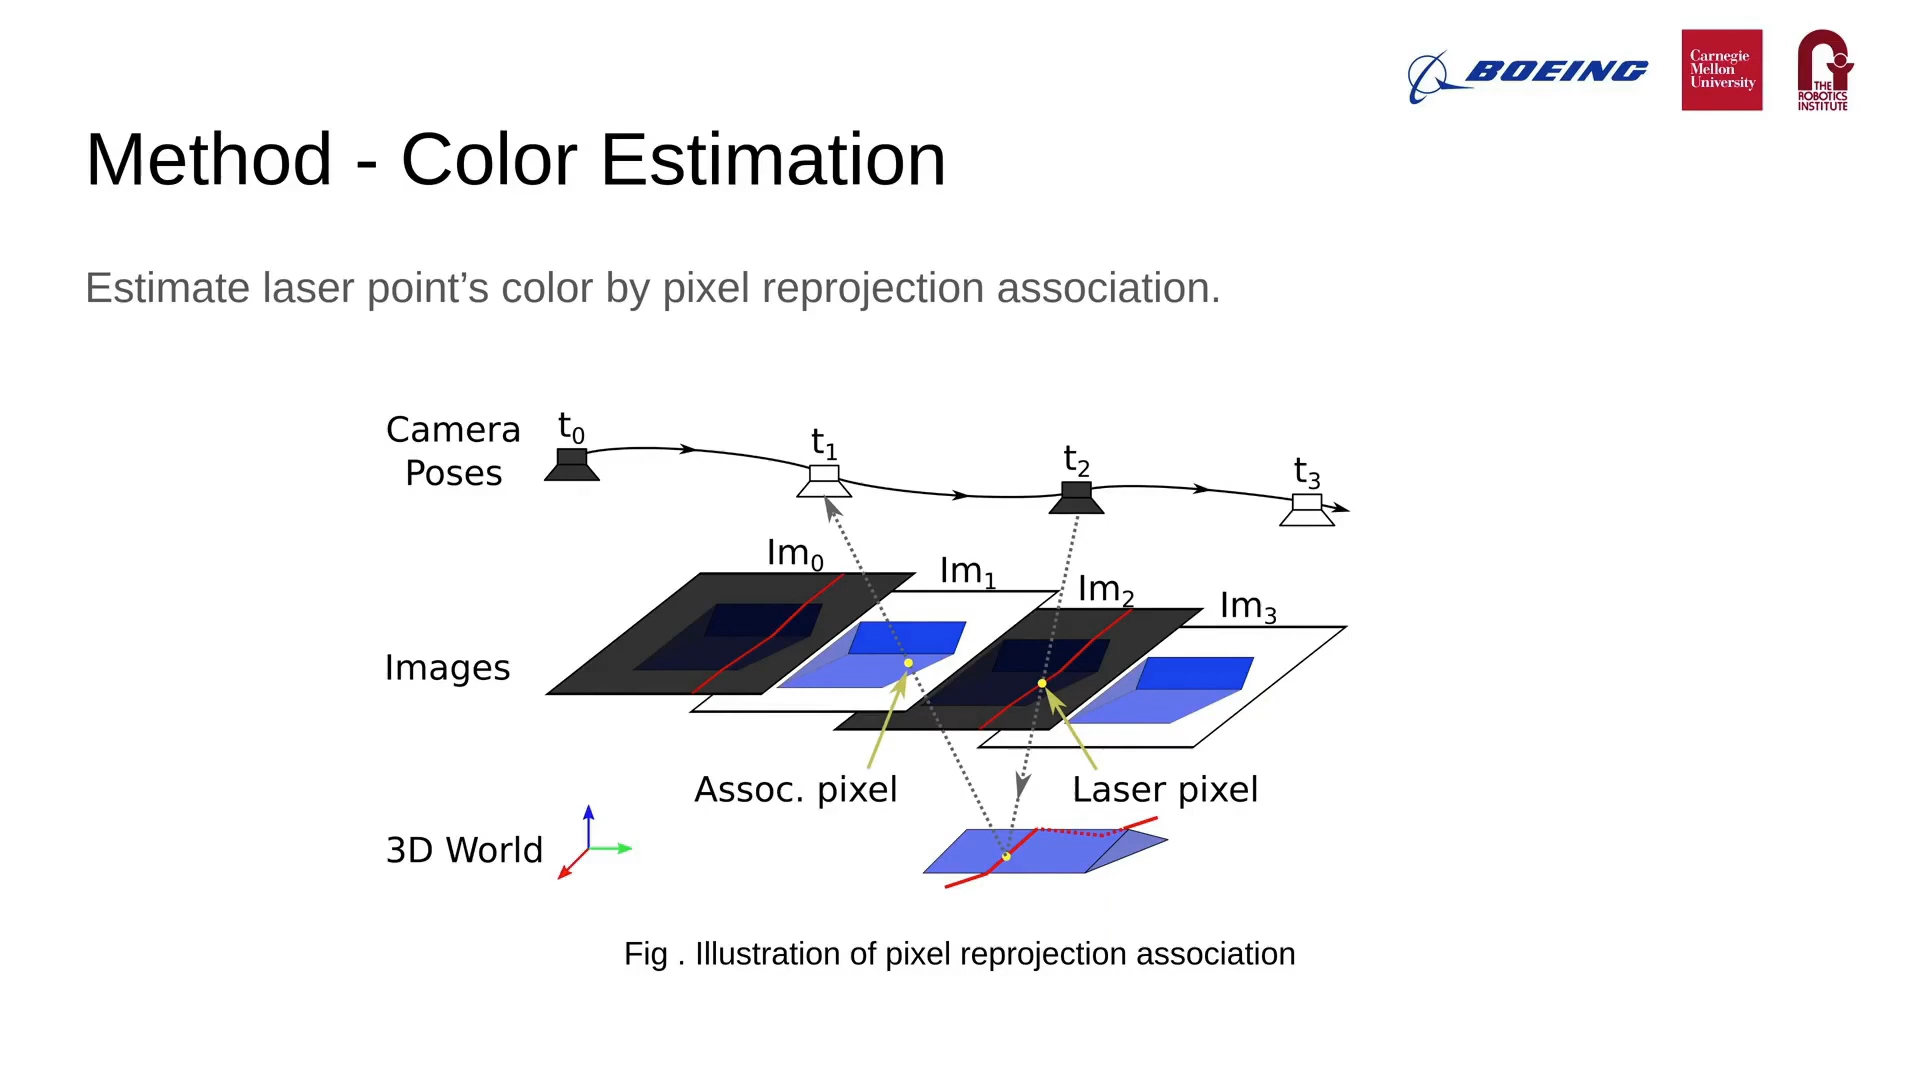 BOEING
Carnegie
Mellon
University
THE
ROBOTICS
INSTITUTE
Method - Color Estimation
Estimate laser point’s color by pixel reprojection association.
Camera
Poses
t0
t1
t2
t3
Im0
Im1
Im2
Im3
Images
Assoc. pixel
Laser pixel
3D World
Fig . Illustration of pixel reprojection association